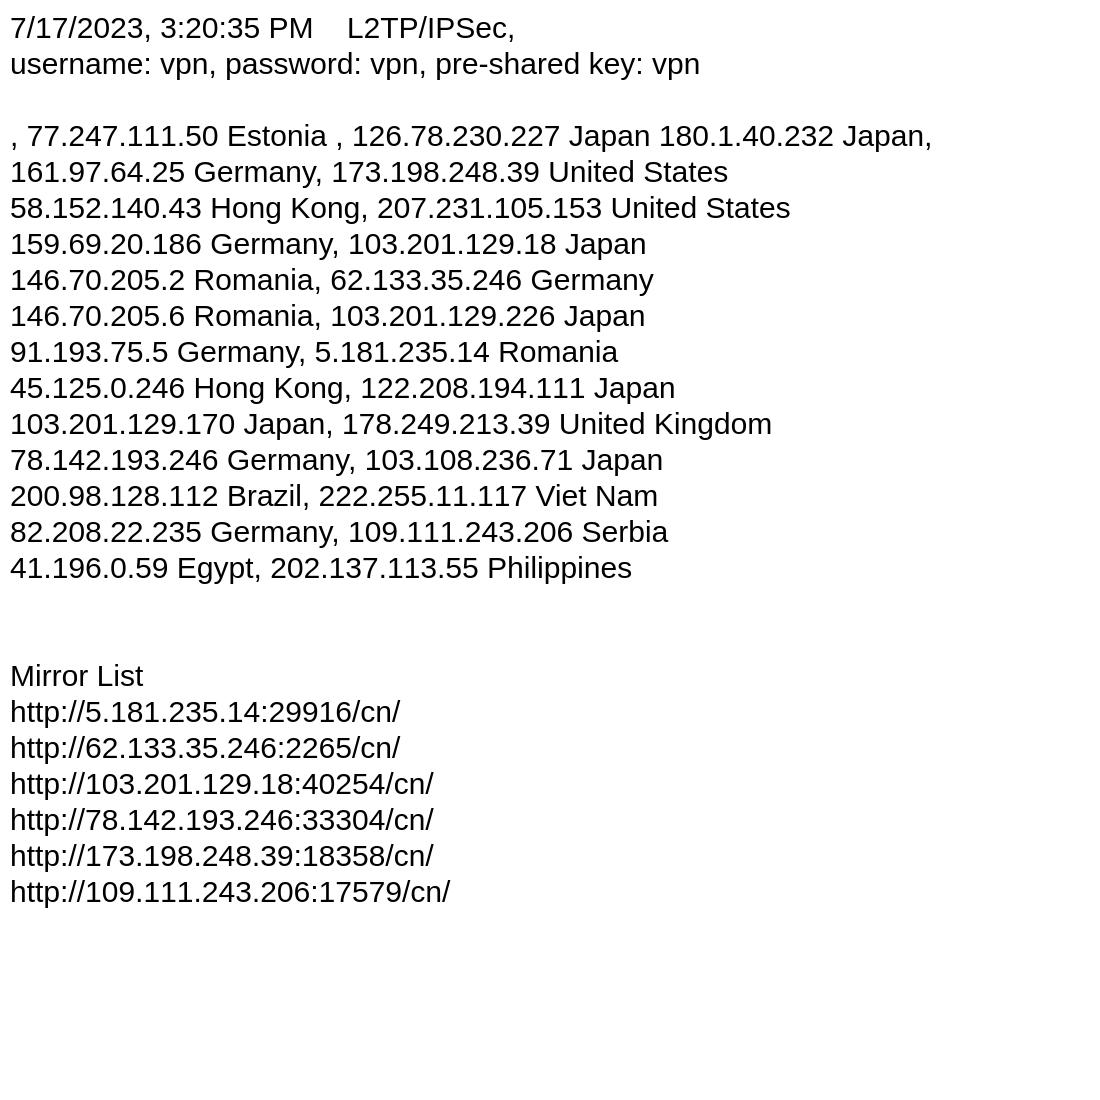 7/17/2023, 3:20:35 PM    L2TP/IPSec,
username: vpn, password: vpn, pre-shared key: vpn
, 77.247.111.50 Estonia , 126.78.230.227 Japan 180.1.40.232 Japan,
161.97.64.25 Germany, 173.198.248.39 United States
58.152.140.43 Hong Kong, 207.231.105.153 United States
159.69.20.186 Germany, 103.201.129.18 Japan
146.70.205.2 Romania, 62.133.35.246 Germany
146.70.205.6 Romania, 103.201.129.226 Japan
91.193.75.5 Germany, 5.181.235.14 Romania
45.125.0.246 Hong Kong, 122.208.194.111 Japan
103.201.129.170 Japan, 178.249.213.39 United Kingdom
78.142.193.246 Germany, 103.108.236.71 Japan
200.98.128.112 Brazil, 222.255.11.117 Viet Nam
82.208.22.235 Germany, 109.111.243.206 Serbia
41.196.0.59 Egypt, 202.137.113.55 Philippines
Mirror List
http://5.181.235.14:29916/cn/
http://62.133.35.246:2265/cn/
http://103.201.129.18:40254/cn/
http://78.142.193.246:33304/cn/
http://173.198.248.39:18358/cn/
http://109.111.243.206:17579/cn/